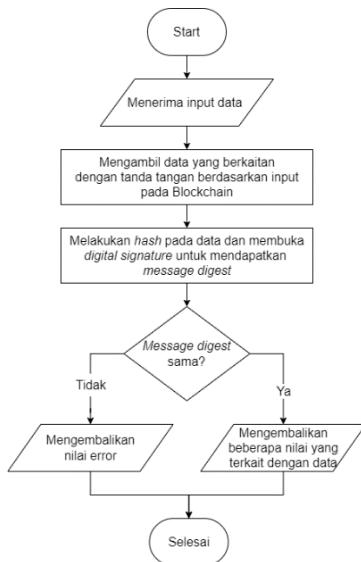 Start
Menerima input data
Mengambil data yang berkaitan
dengan tanda tangan berdasarkan input
pada Blockchain
Melakukan hash pada data dan membuka
digital signature untuk mendapatkan
message digest
Message digest
sama?
Tidak
Ya
Mengembalikan
nilai error
Mengembalikan
beberapa nilai yang
terkait dengan data
Selesai